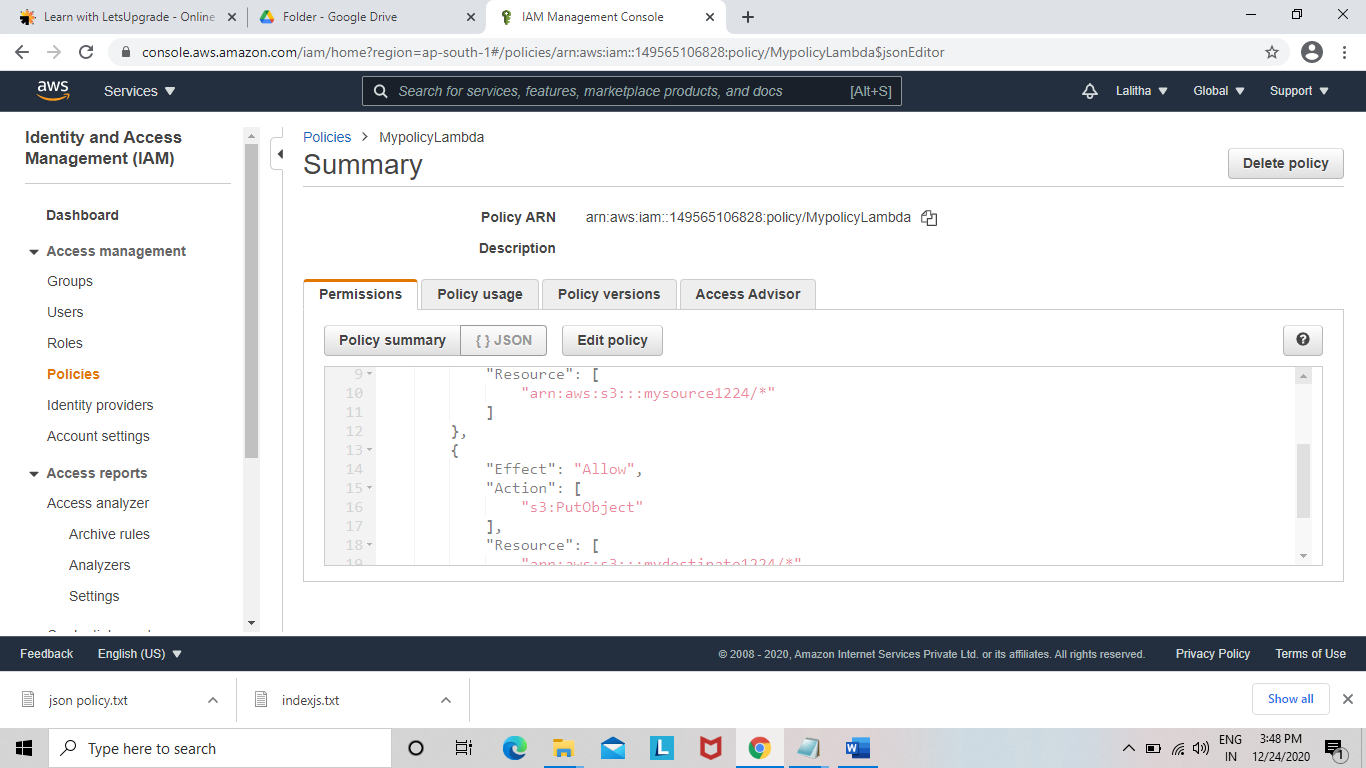 Learn with LetsUpgrade - Online
Folder - Google Drive
IAM Management Console
console.aws.amazon.com/iam/home?region=ap-south-1#/policies/arn:aws:iam::149565106828:policy/MypolicyLambda$jsonEditor
aws
Services
Search for services, features, marketplace products, and docs
[Alt+S]
Lalitha
Global
Support
Identity and Access
Management (IAM)
Dashboard
Access management
Groups
Users
Roles
Policies
Identity providers
Account settings
Access reports
Access analyzer
Archive rules
Analyzers
Settings
Policies > MypolicyLambda
Summary
Delete policy
Policy ARN
arn:aws:iam::149565106828:policy/MypolicyLambda
Description
Permissions
Policy usage
Policy versions
Access Advisor
Policy summary
{ } JSON
Edit policy
?
9 "Resource": [
10 "arn:aws:s3:::mysource1224/*"
11 ]
12 },
13 {
14 "Effect": "Allow",
15 "Action": [
16 "s3:PutObject"
17 ],
18 "Resource": [
19 "arn:aws:s3:::mydestinate1224/*"
Feedback
English (US)
© 2008 - 2020, Amazon Internet Services Private Ltd. or its affiliates. All rights reserved.
Privacy Policy
Terms of Use
json policy.txt
indexjs.txt
Show all
Type here to search
L
W
ENG
IN
3:48 PM
12/24/2020
1